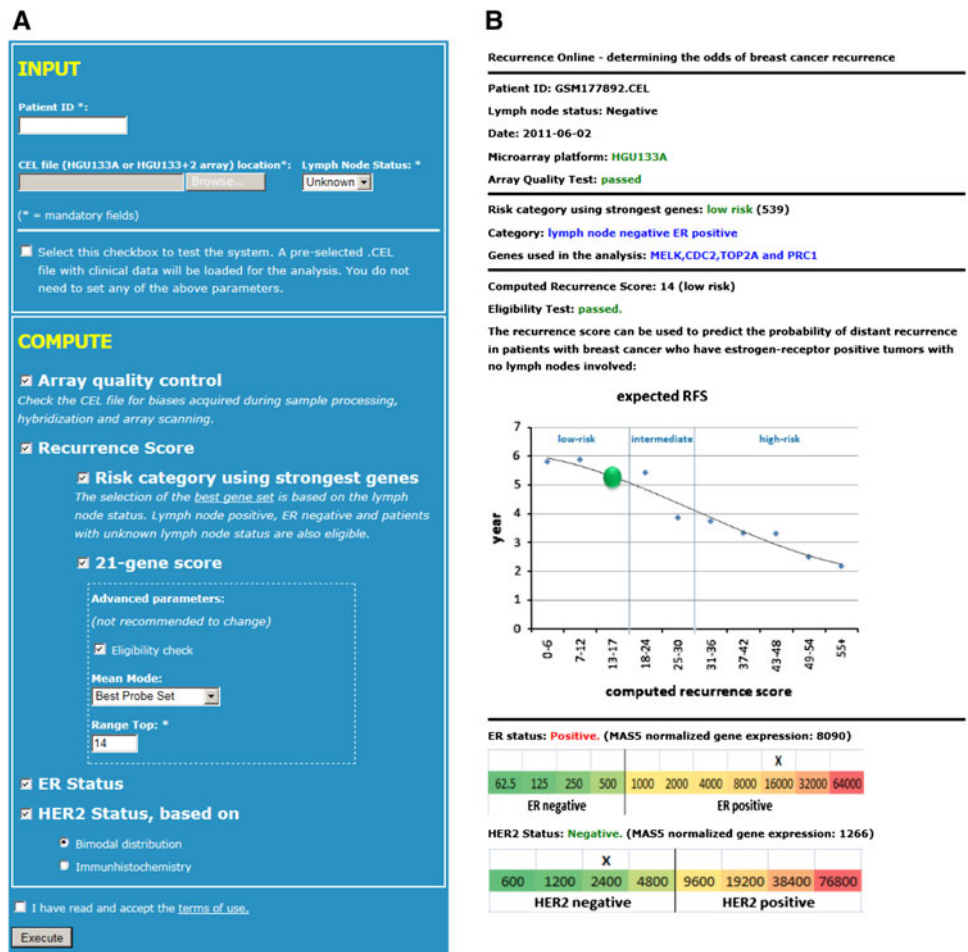 A
INPUT
Patient ID *:
CEL file (HGU133A or HGU133+2 array) location*: Lymph Node Status: *
Browse... Unknown
(* = mandatory fields)
Select this checkbox to test the system. A pre-selected .CEL
file with clinical data will be loaded for the analysis. You do not
need to set any of the above parameters.
COMPUTE
Array quality control
Check the CEL file for biases acquired during sample processing,
hybridization and array scanning.
Recurrence Score
Risk category using strongest genes
The selection of the best gene set is based on the lymph
node status. Lymph node positive, ER negative and patients
with unknown lymph node status are also eligible.
21-gene score
Advanced parameters:
(not recommended to change)
Eligibility check
Mean Mode:
Best Probe Set
Range Top: *
14
ER Status
HER2 Status, based on
Bimodal distribution
Immunhistochemistry
I have read and accept the terms of use.
Execute
B
Recurrence Online - determining the odds of breast cancer recurrence
Patient ID: GSM177892.CEL
Lymph node status: Negative
Date: 2011-06-02
Microarray platform: HGU133A
Array Quality Test: passed
Risk category using strongest genes: low risk (539)
Category: lymph node negative ER positive
Genes used in the analysis: MELK,CDC2,TOP2A and PRC1
Computed Recurrence Score: 14 (low risk)
Eligibility Test: passed.
The recurrence score can be used to predict the probability of distant recurrence
in patients with breast cancer who have estrogen-receptor positive tumors with
no lymph nodes involved:
expected RFS
low-risk intermediate high-risk
7
6
5
4
3
2
1
0
year
0-6 7-12 13-17 18-24 25-30 31-36 37-42 43-48 49-54 55+
computed recurrence score
ER status: Positive. (MAS5 normalized gene expression: 8090)
X
62.5 125 250 500 1000 2000 4000 8000 16000 32000 64000
ER negative ER positive
HER2 Status: Negative. (MAS5 normalized gene expression: 1266)
X
600 1200 2400 4800 9600 19200 38400 76800
HER2 negative HER2 positive